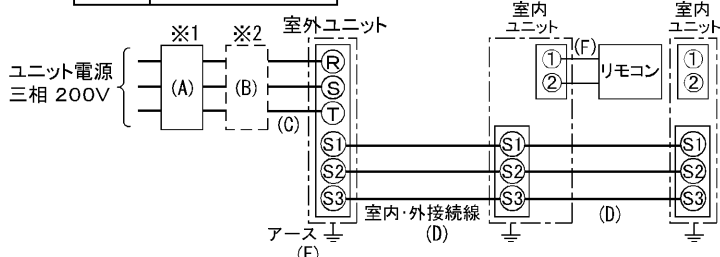 ※1
※2
室外ユニット
室内
ユニット
室内
ユニット
ユニット電源
三相 200V
(A)
(B)
(C)
R
S
T
① (F) リモコン ①
② ②
S1 S1 S1
S2 S2 S2
S3 S3 S3
室内·外接続線
(D)
(D)
アース
(E)